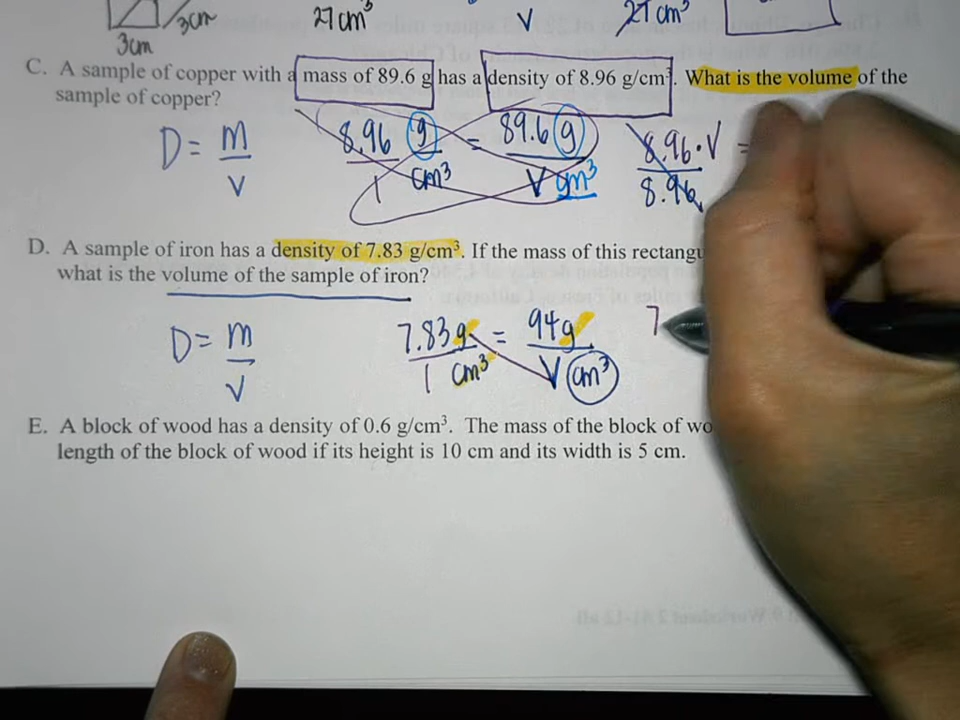 3cm
3cm
27cm³
V
27 cm³
C. A sample of copper with a mass of 89.6 g has a density of 8.96 g/cm³. What is the volume of the
sample of copper?
D = m/V
8.96 g / 1 cm³ = 89.6 g / V cm³
8.96 · V =
8.96
D. A sample of iron has a density of 7.83 g/cm³. If the mass of this
what is the volume of the sample of iron?
D = m/V
7.83 g / 1 cm³ = 94 g / V cm³
7
E. A block of wood has a density of 0.6 g/cm³. The mass of the block of
length of the block of wood if its height is 10 cm and its width is 5 cm.